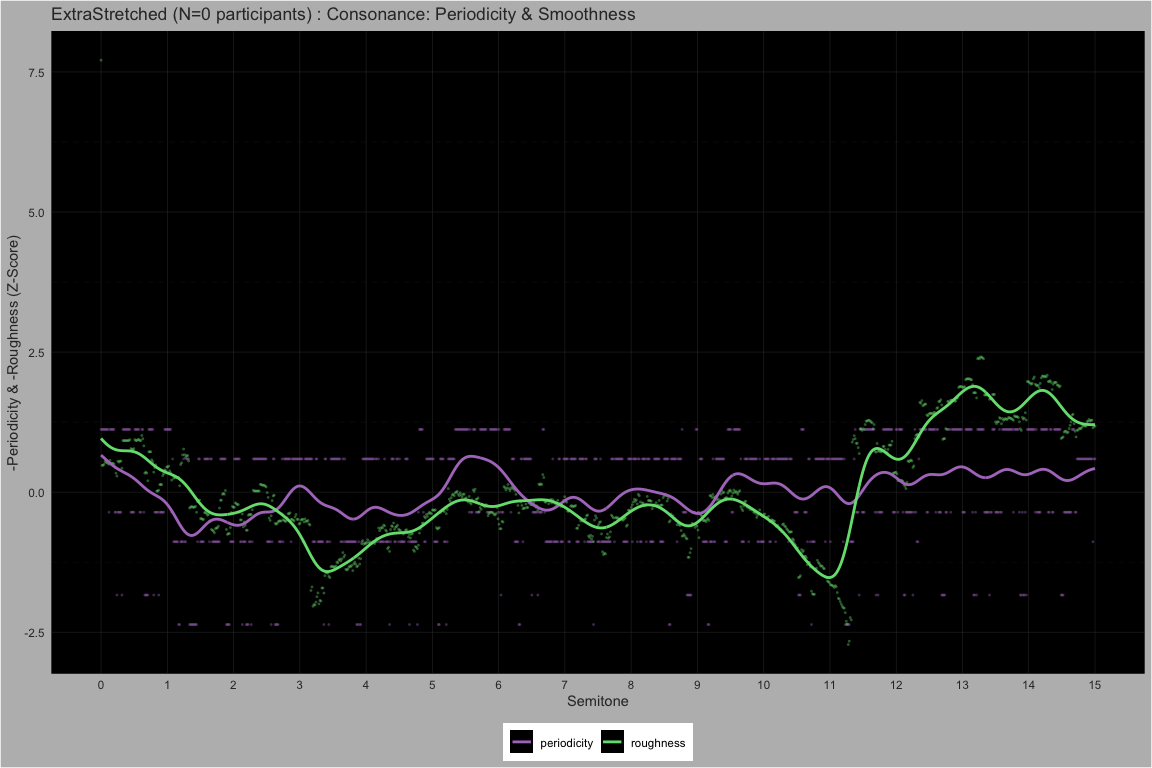 ExtraStretched (N=0 participants) : Consonance: Periodicity & Smoothness
-Periodicity & -Roughness (Z-Score)
7.5
5.0
2.5
0.0
-2.5
0 1 2 3 4 5 6 7 8 9 10 11 12 13 14 15
Semitone
periodicity roughness